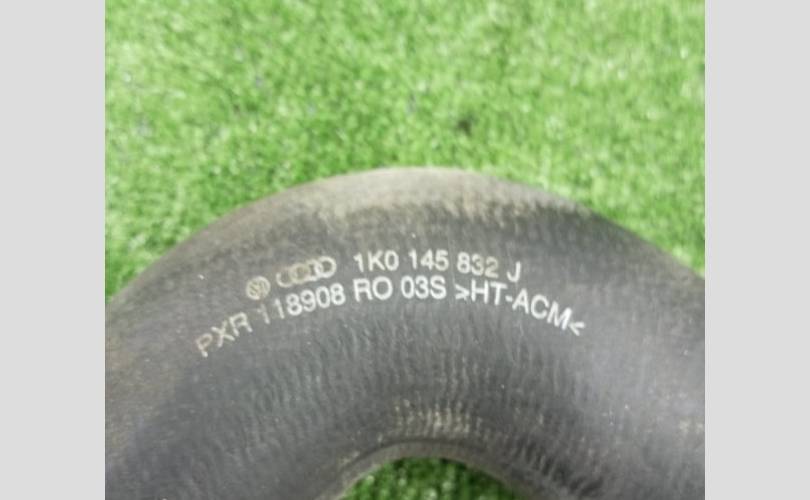 1K0 145 832 J
PXR 118908 RO 03S >HT-ACM<